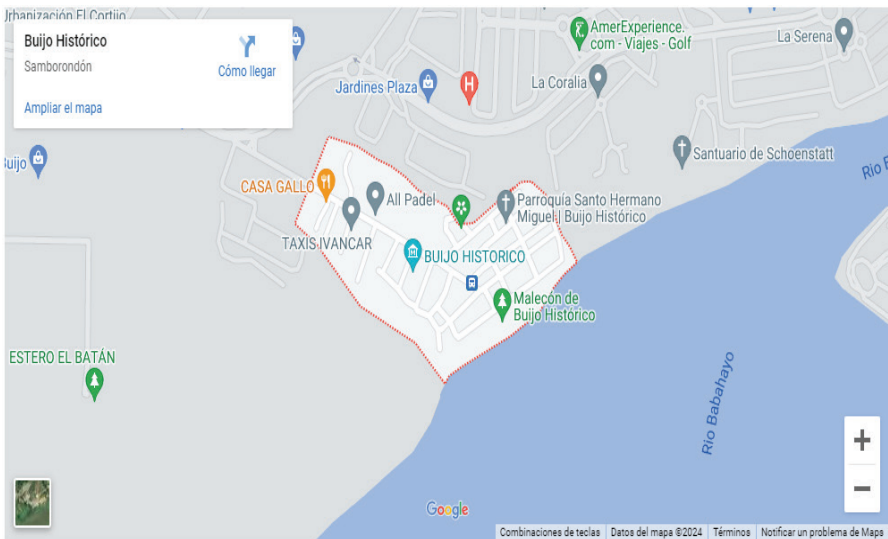 Urbanización El Cortijo
Buijo Histórico
Samborondón
Cómo llegar
Ampliar el mapa
AmerExperience.
com - Viajes - Golf
La Serena
Jardines Plaza
H
La Coralia
Buijo
Santuario de Schoenstatt
Rio B
CASA GALLO
All Padel
Parroquía Santo Hermano
Miguel | Buijo Histórico
TAXIS IVANCAR
BUIJO HISTORICO
Malecón de
Buijo Histórico
ESTERO EL BATÁN
Rio Babahayo
Google
Combinaciones de teclas
Datos del mapa ©2024
Términos
Notificar un problema de Maps